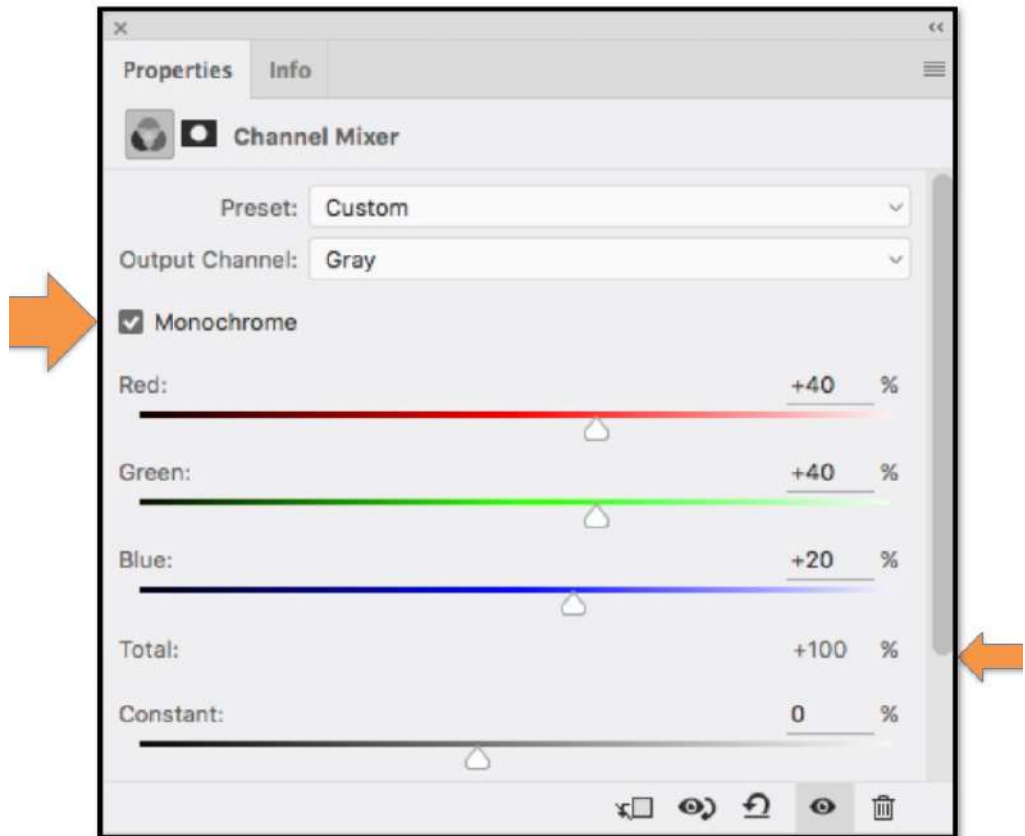 Properties Info
Channel Mixer
Preset: Custom
Output Channel: Gray
Monochrome
Red: +40 %
Green: +40 %
Blue: +20 %
Total: +100 %
Constant: 0 %